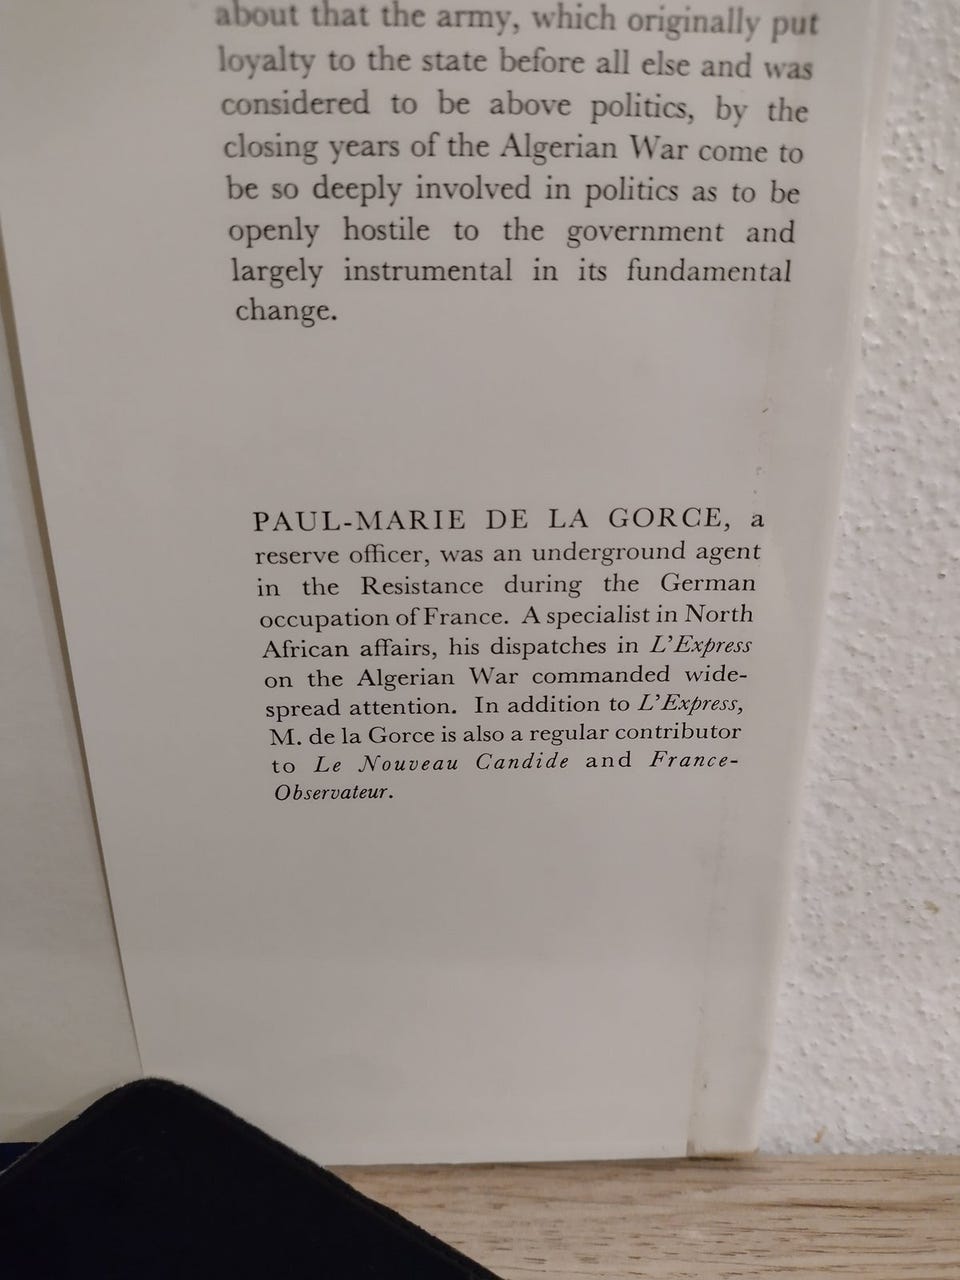 about that the army, which originally put
loyalty to the state before all else and was
considered to be above politics, by the
closing years of the Algerian War come to
be so deeply involved in politics as to be
openly hostile to the government and
largely instrumental in its fundamental
change.
PAUL-MARIE DE LA GORCE, a
reserve officer, was an underground agent
in the Resistance during the German
occupation of France. A specialist in North
African affairs, his dispatches in L'Express
on the Algerian War commanded wide-
spread attention. In addition to L'Express,
M. de la Gorce is also a regular contributor
to Le Nouveau Candide and France-
Observateur.